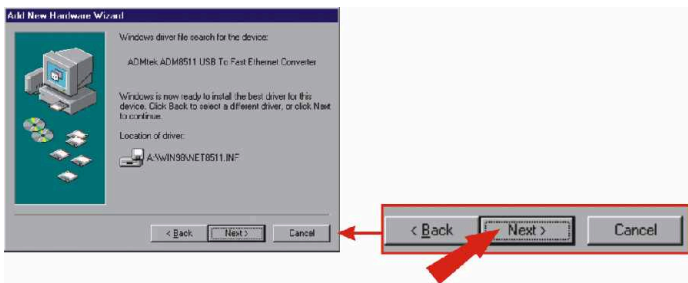 Add New Hardware Wizard
Windows driver file search for the device:
ADMtek ADM8511 USB To Fast Ethernet Converter
Windows is now ready to install the best driver for this
device. Click Back to select a different driver, or click Next
to continue.
Location of driver:
A:\WIN98\NET8511.INF
< Back Next > Cancel
< Back Next > Cancel